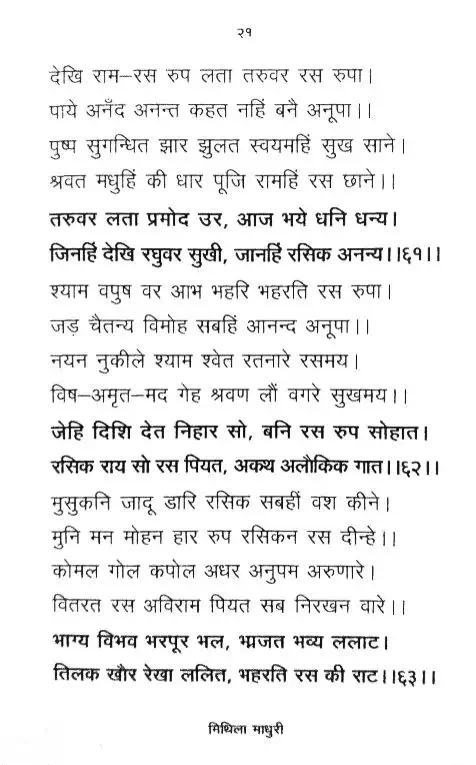 २१
देखि राम–रस रुप लता तरुवर रस रुपा।
पाये अनँद अनन्त कहत नहिं बनै अनूपा।।
पुष्प सुगन्धित झार झुलत स्वयमहिं सुख साने।
श्रवत मधुहिं की धार पूजि रामहिं रस छाने।।
तरुवर लता प्रमोद उर, आज भये धनि धन्य।
जिनहिं देखि रघुवर सुखी, जानहिं रसिक अनन्य।।६१।।
श्याम वपुष वर आभ भहरि भहरति रस रुपा।
जड़ चैतन्य विमोह सबहिं आनन्द अनूपा।।
नयन नुकीले श्याम श्वेत रतनारे रसमय।
विष–अमृत–मद गेह श्रवण लौं वगरे सुखमय।।
जेहि दिशि देत निहार सो, बनि रस रुप सोहात।
रसिक राय सो रस पियत, अकथ अलौकिक गात।।६२।।
मुसुकनि जादू डारि रसिक सबहीं वश कीने।
मुनि मन मोहन हार रुप रसिकन रस दीन्हे।।
कोमल गोल कपोल अधर अनुपम अरुणारे।
वितरत रस अविराम पियत सब निरखन वारे।।
भाग्य विभव भरपूर भल, भ्रजत भव्य ललाट।
तिलक खौर रेखा ललित, भहरति रस की राट।।६३।।
मिथिला माधुरी